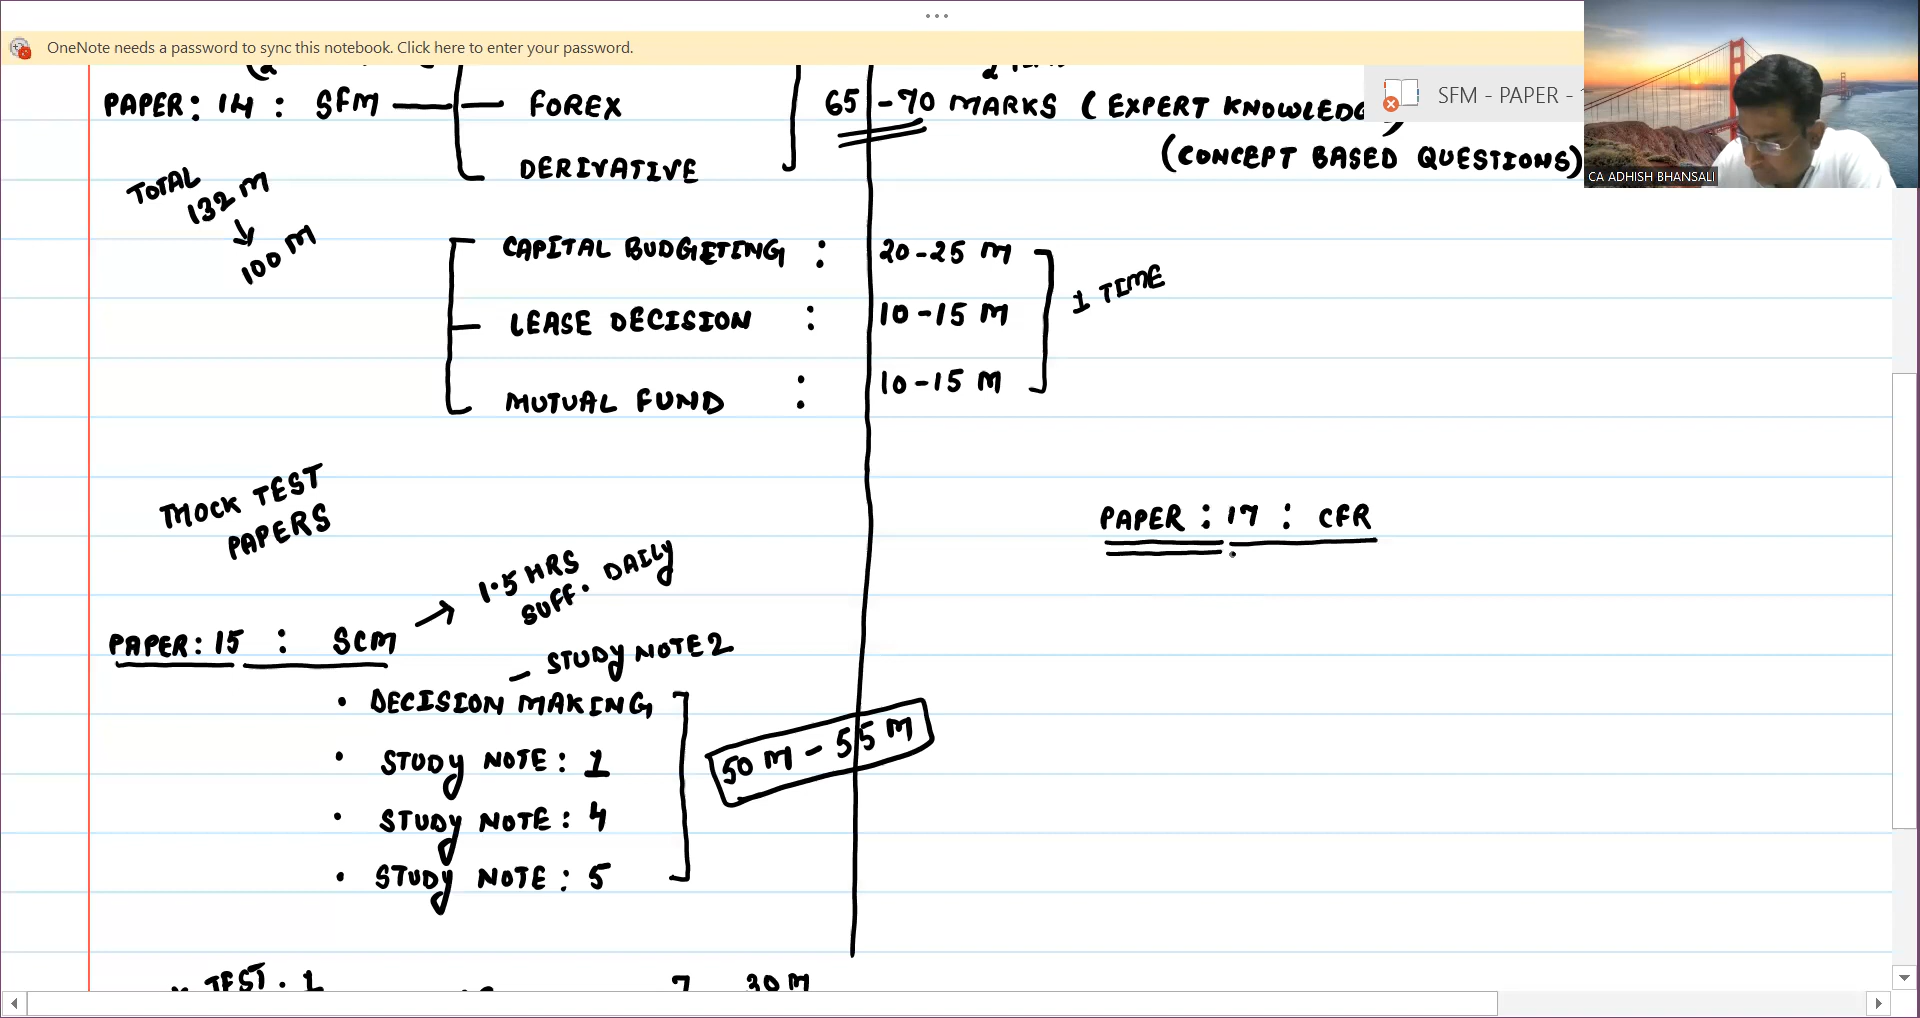 OneNote needs a password to sync this notebook. Click here to enter your password.
SFM - PAPER -
CA ADHISH BHANSALI
PAPER: 14 : SFM
FOREX
DERIVATIVE
65 - 70 MARKS (EXPERT KNOWLEDGE)
(CONCEPT BASED QUESTIONS)
TOTAL
132 M
↓
100 M
CAPITAL BUDGETING : 20-25 M
LEASE DECISION : 10-15 M
MUTUAL FUND : 10-15 M
1 TIME
MOCK TEST
PAPERS
PAPER : 17 : CFR
PAPER: 15 : SCM → 1.5 HRS
SUFF. DAILY
• DECISION MAKING - STUDY NOTE 2
• STUDY NOTE : 1
• STUDY NOTE : 4
• STUDY NOTE : 5
50 M - 55 M
TEST . 1
30 M